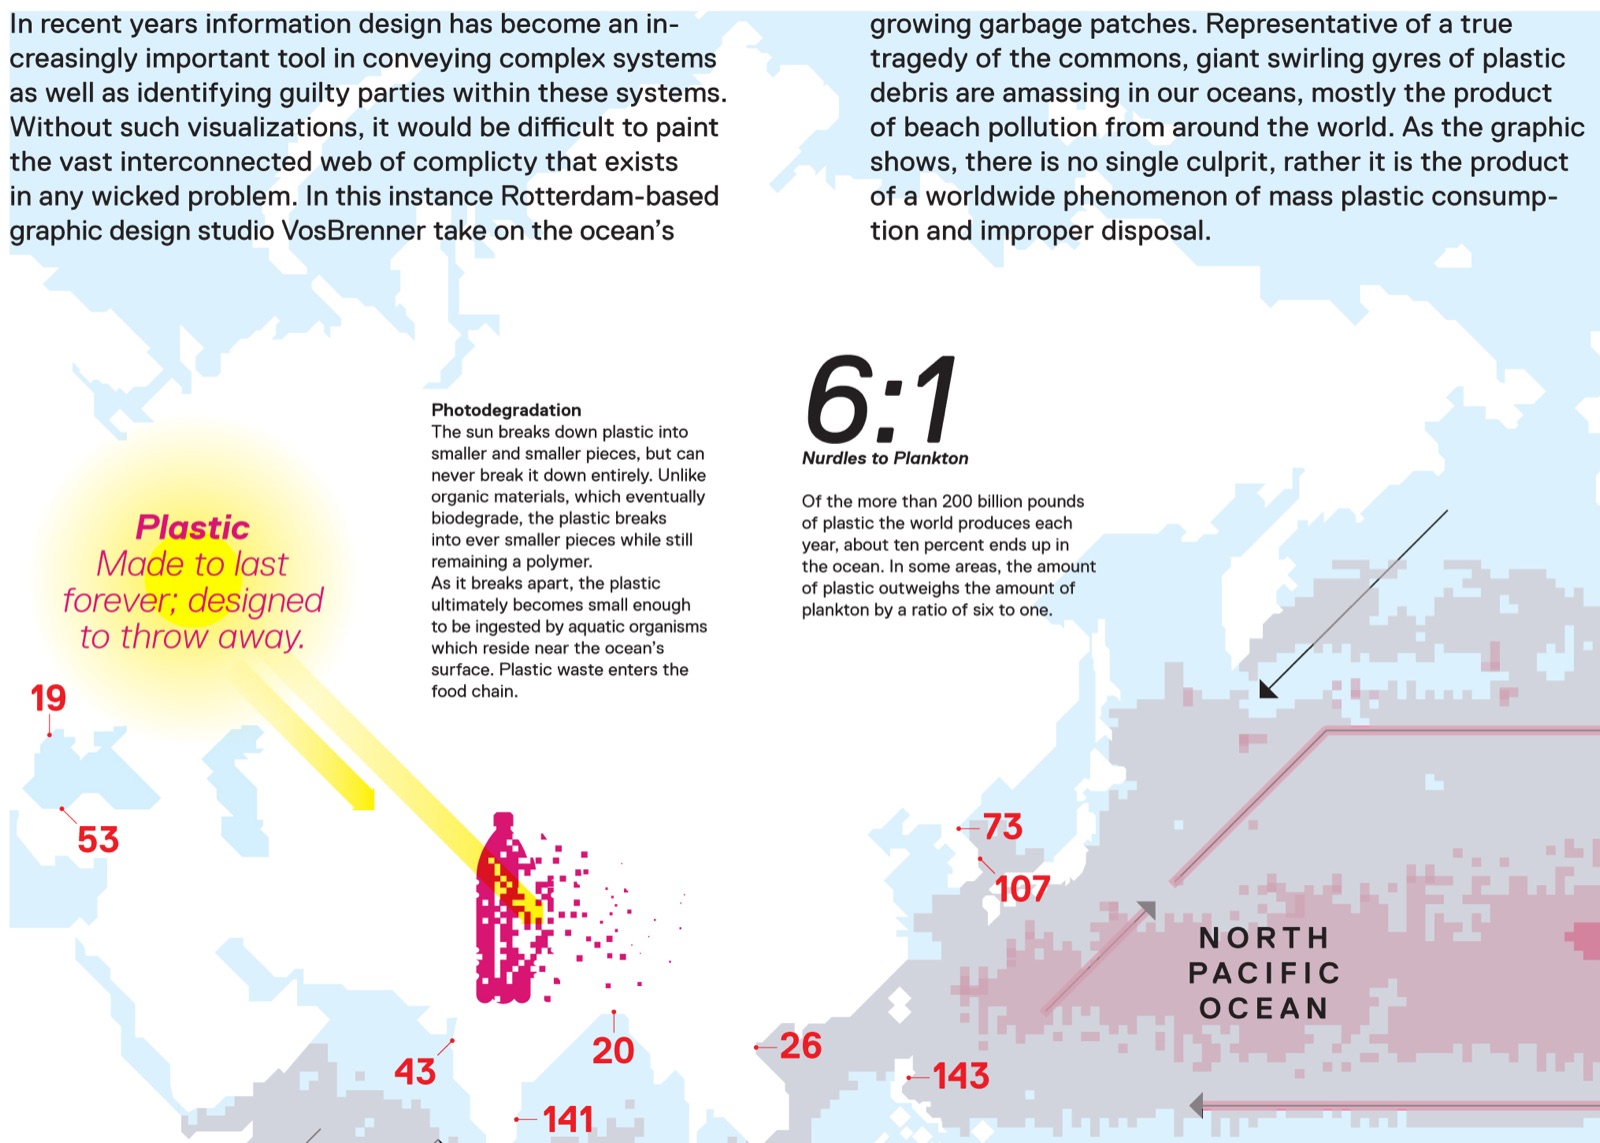 In recent years information design has become an in-
creasingly important tool in conveying complex systems
as well as identifying guilty parties within these systems.
Without such visualizations, it would be difficult to paint
the vast interconnected web of complicty that exists
in any wicked problem. In this instance Rotterdam-based
graphic design studio VosBrenner take on the ocean's
growing garbage patches. Representative of a true
tragedy of the commons, giant swirling gyres of plastic
debris are amassing in our oceans, mostly the product
of beach pollution from around the world. As the graphic
shows, there is no single culprit, rather it is the product
of a worldwide phenomenon of mass plastic consump-
tion and improper disposal.
Plastic
Made to last
forever; designed
to throw away.
Photodegradation
The sun breaks down plastic into
smaller and smaller pieces, but can
never break it down entirely. Unlike
organic materials, which eventually
biodegrade, the plastic breaks
into ever smaller pieces while still
remaining a polymer.
As it breaks apart, the plastic
ultimately becomes small enough
to be ingested by aquatic organisms
which reside near the ocean's
surface. Plastic waste enters the
food chain.
6:1
Nurdles to Plankton
Of the more than 200 billion pounds
of plastic the world produces each
year, about ten percent ends up in
the ocean. In some areas, the amount
of plastic outweighs the amount of
plankton by a ratio of six to one.
19
53
73
107
NORTH
PACIFIC
OCEAN
43
20
26
143
141